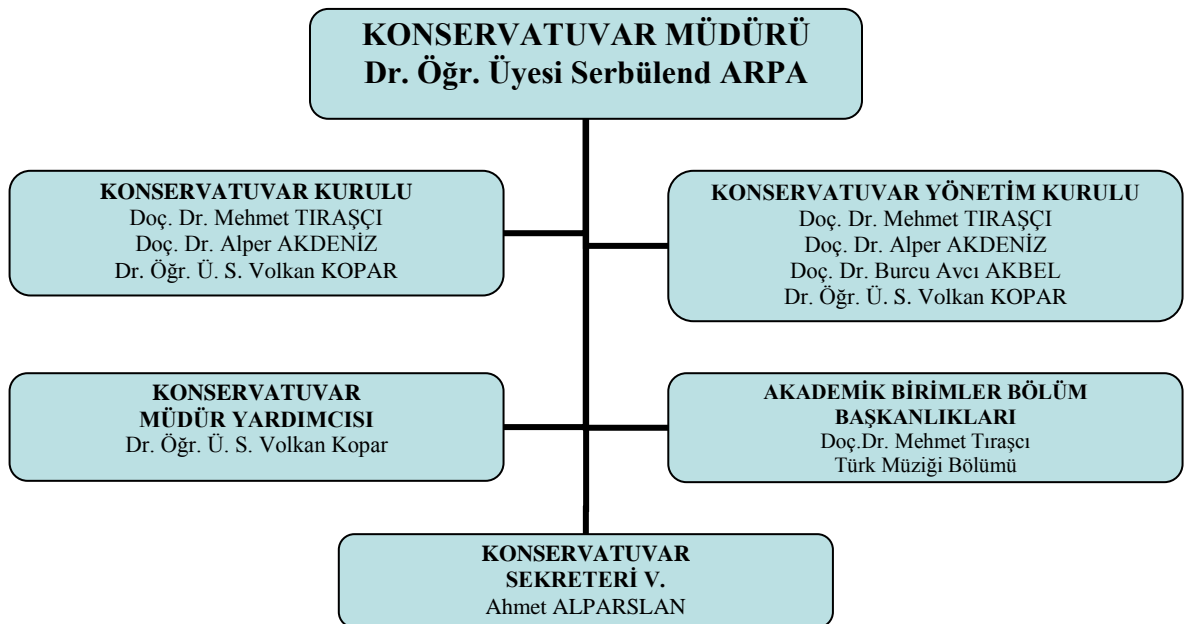 KONSERVATUVAR MÜDÜRÜ
Dr. Öğr. Üyesi Serbülend ARPA
KONSERVATUVAR KURULU
Doç. Dr. Mehmet TIRAŞÇI
Doç. Dr. Alper AKDENİZ
Dr. Öğr. Ü. S. Volkan KOPAR
KONSERVATUVAR YÖNETİM KURULU
Doç. Dr. Mehmet TIRAŞÇI
Doç. Dr. Alper AKDENİZ
Doç. Dr. Burcu Avcı AKBEL
Dr. Öğr. Ü. S. Volkan KOPAR
KONSERVATUVAR
MÜDÜR YARDIMCISI
Dr. Öğr. Ü. S. Volkan Kopar
AKADEMİK BİRİMLER BÖLÜM
BAŞKANLIKLARI
Doç.Dr. Mehmet Tıraşcı
Türk Müziği Bölümü
KONSERVATUVAR
SEKRETERİ V.
Ahmet ALPARSLAN